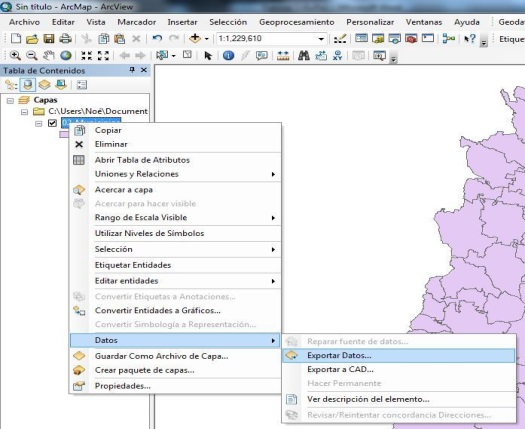 Sin título - ArcMap - ArcView
Archivo Editar Vista Marcador Insertar Selección Geoprocesamiento Personalizar Ventanas Ayuda Geoda
1:1,229,610
Etique
Tabla de Contenidos
Capas
C:\Users\Noé\Document
Copiar
Eliminar
Abrir Tabla de Atributos
Uniones y Relaciones
Acercar a capa
Acercar para hacer visible
Rango de Escala Visible
Utilizar Niveles de Símbolos
Selección
Etiquetar Entidades
Editar entidades
Convertir Etiquetas a Anotaciones...
Convertir Entidades a Gráficos...
Convertir Simbología a Representación...
Datos
Guardar Como Archivo de Capa...
Crear paquete de capas...
Propiedades...
Reparar fuente de datos...
Exportar Datos...
Exportar a CAD...
Hacer Permanente
Ver descripción del elemento...
Revisar/Reintentar concordancia Direcciones...